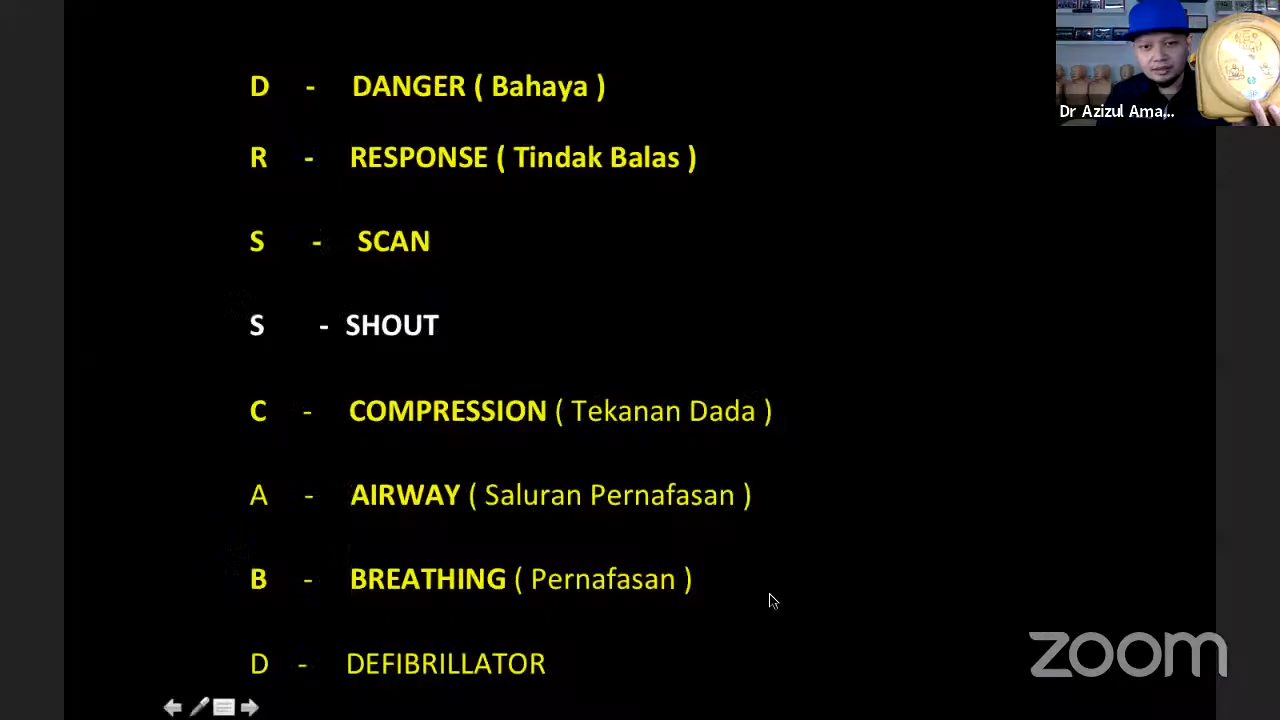 D - DANGER ( Bahaya )
R - RESPONSE ( Tindak Balas )
S - SCAN
S - SHOUT
C - COMPRESSION ( Tekanan Dada )
A - AIRWAY ( Saluran Pernafasan )
B - BREATHING ( Pernafasan )
D - DEFIBRILLATOR
Dr Azizul Ama...
zoom